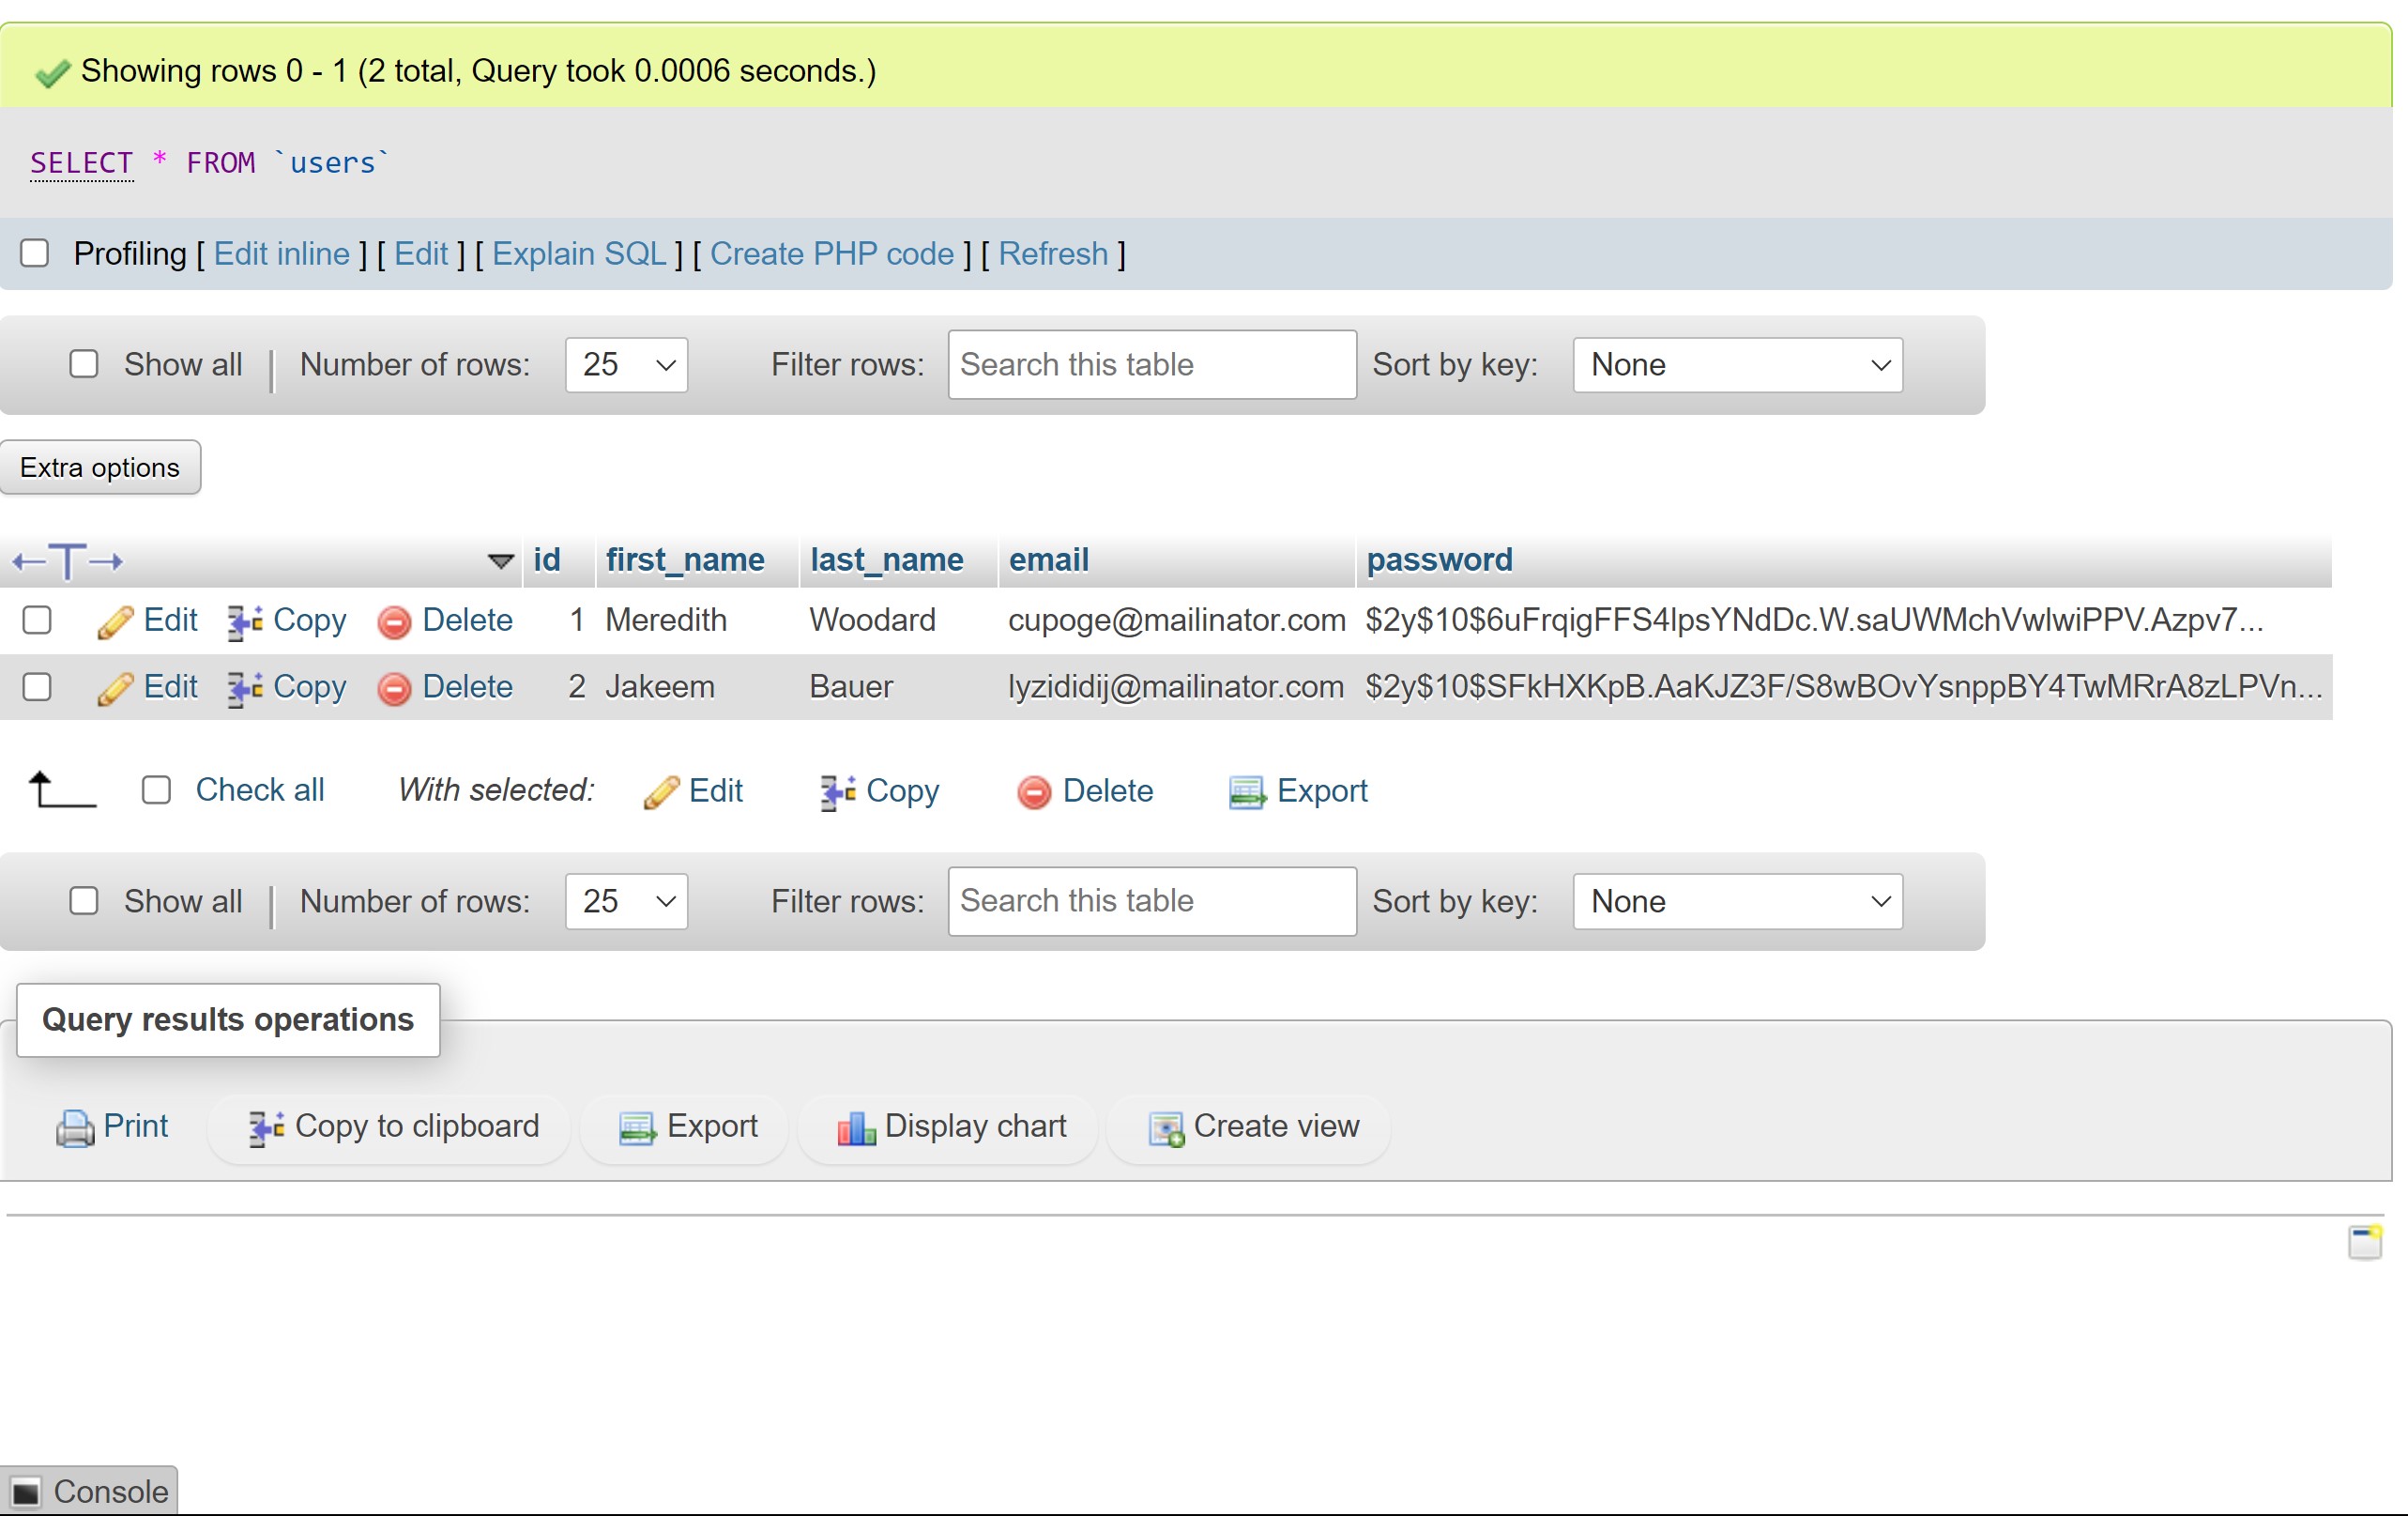 Showing rows 0 - 1 (2 total, Query took 0.0006 seconds.)
SELECT * FROM `users`
Profiling [ Edit inline ] [ Edit ] [ Explain SQL ] [ Create PHP code ] [ Refresh ]
Show all | Number of rows: 25 Filter rows: Search this table Sort by key: None
Extra options
←T→ id first_name last_name email password
Edit Copy Delete 1 Meredith Woodard cupoge@mailinator.com $2y$10$6uFrqigFFS4lpsYNdDc.W.saUWMchVwlwiPPV.Azpv7...
Edit Copy Delete 2 Jakeem Bauer lyzididij@mailinator.com $2y$10$SFkHXKpB.AaKJZ3F/S8wBOvYsnppBY4TwMRrA8zLPVn...
Check all With selected: Edit Copy Delete Export
Show all | Number of rows: 25 Filter rows: Search this table Sort by key: None
Query results operations
Print Copy to clipboard Export Display chart Create view
Console